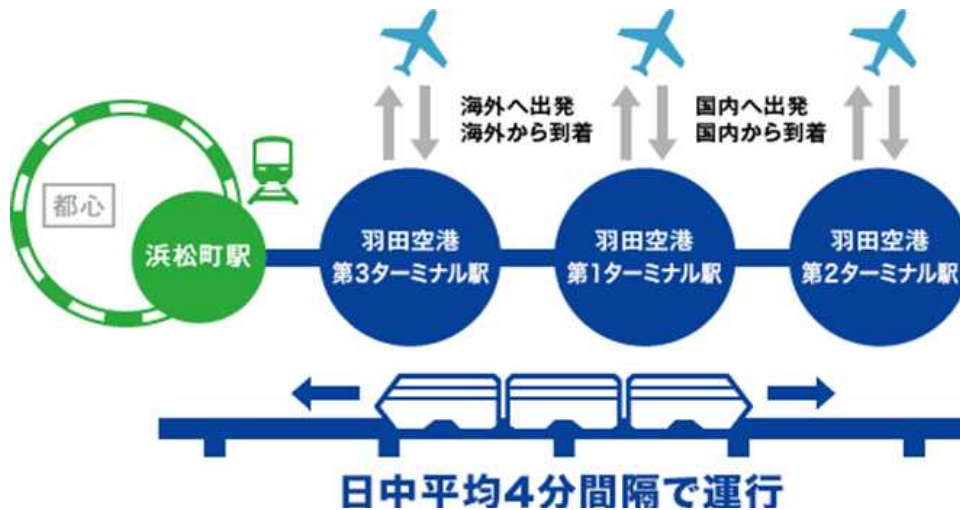 海外へ出発
海外から到着
国内へ出発
国内から到着
都心
浜松町駅
羽田空港
第3ターミナル駅
羽田空港
第1ターミナル駅
羽田空港
第2ターミナル駅
日中平均4分間隔で運行